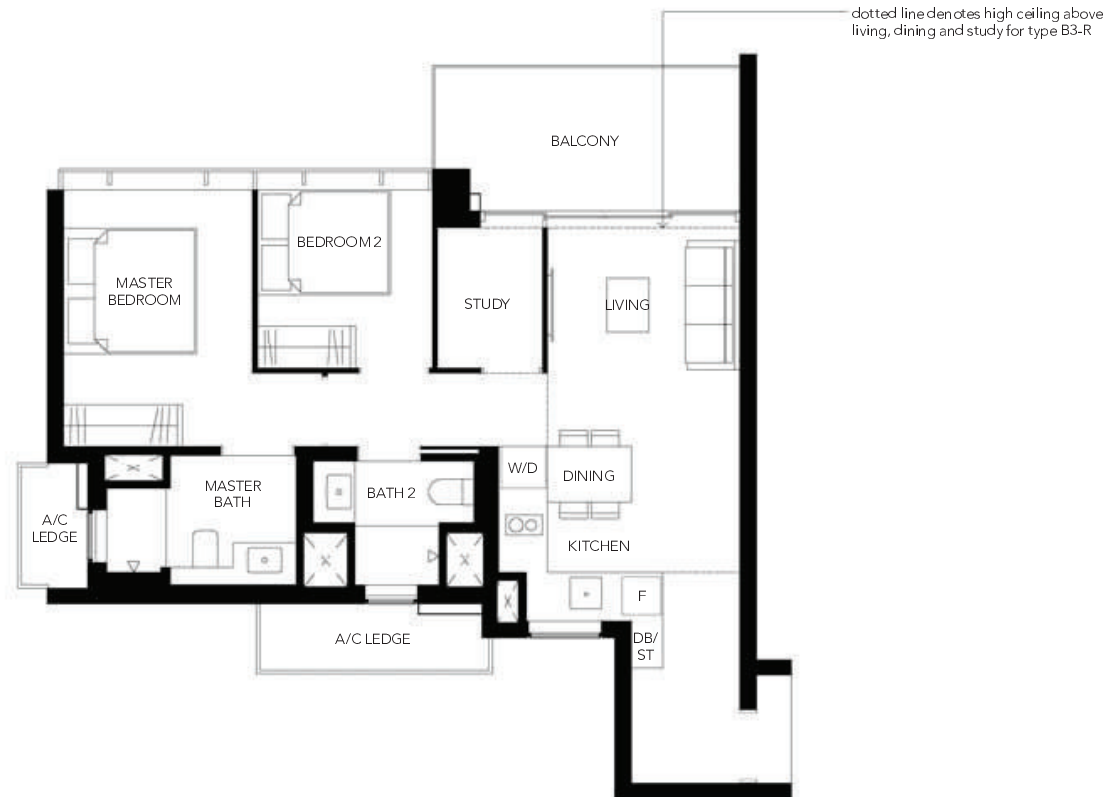 dotted line denotes high ceiling above
living, dining and study for type B3-R
BALCONY
BEDROOM 2
MASTER
BEDROOM
STUDY
LIVING
W/D
DINING
MASTER
BATH
BATH 2
A/C
LEDGE
KITCHEN
F
A/C LEDGE
DB/
ST